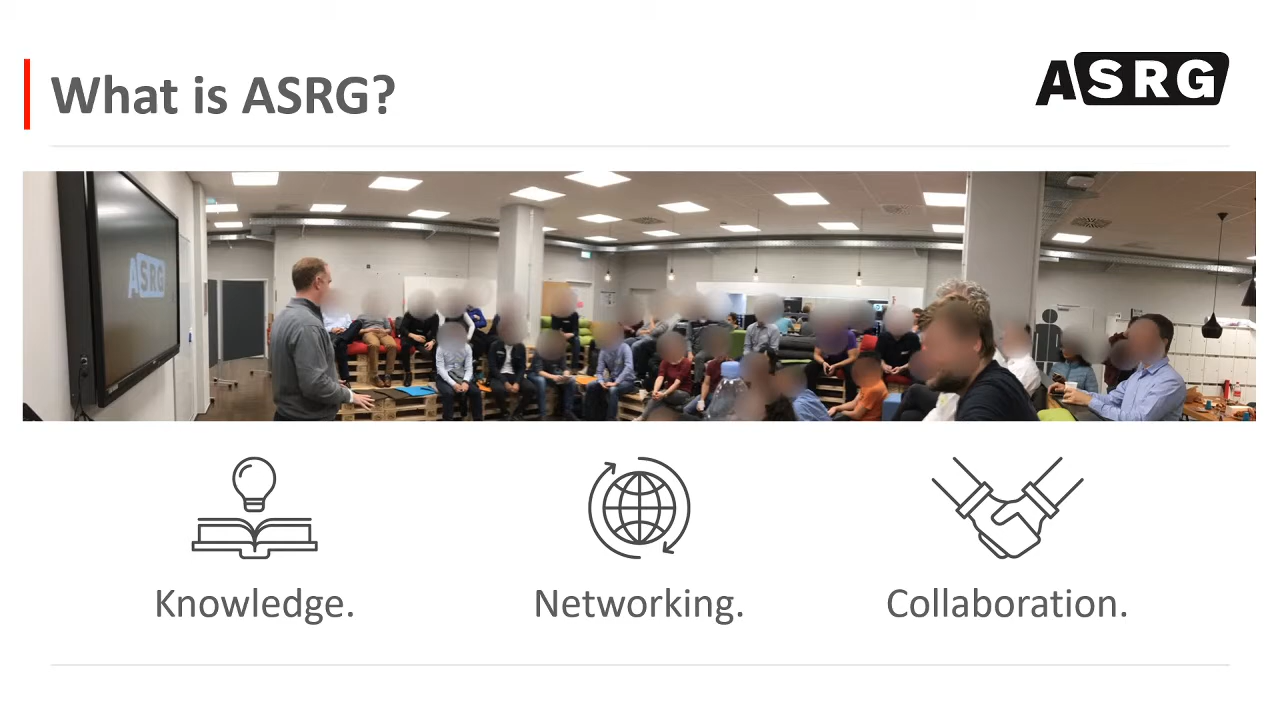 What is ASRG?
ASRG
ASRG
Knowledge.
Networking.
Collaboration.